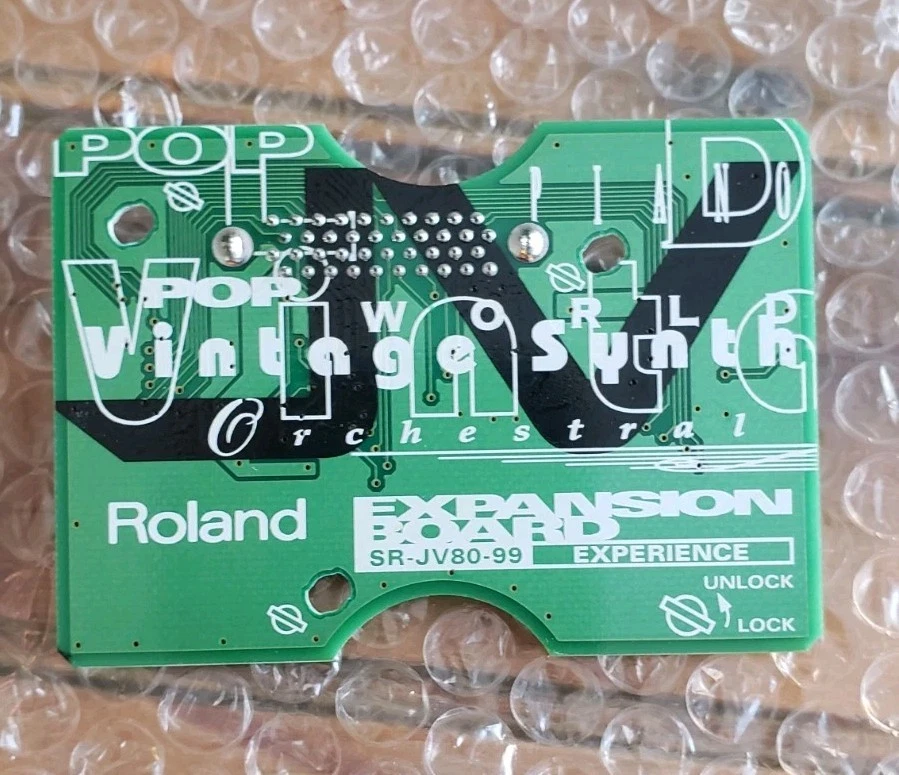 POP
PIANO
POP
WORLD
Vintage Synth
Orchestral
Roland
EXPANSION
BOARD
SR-JV80-99 EXPERIENCE
UNLOCK
LOCK